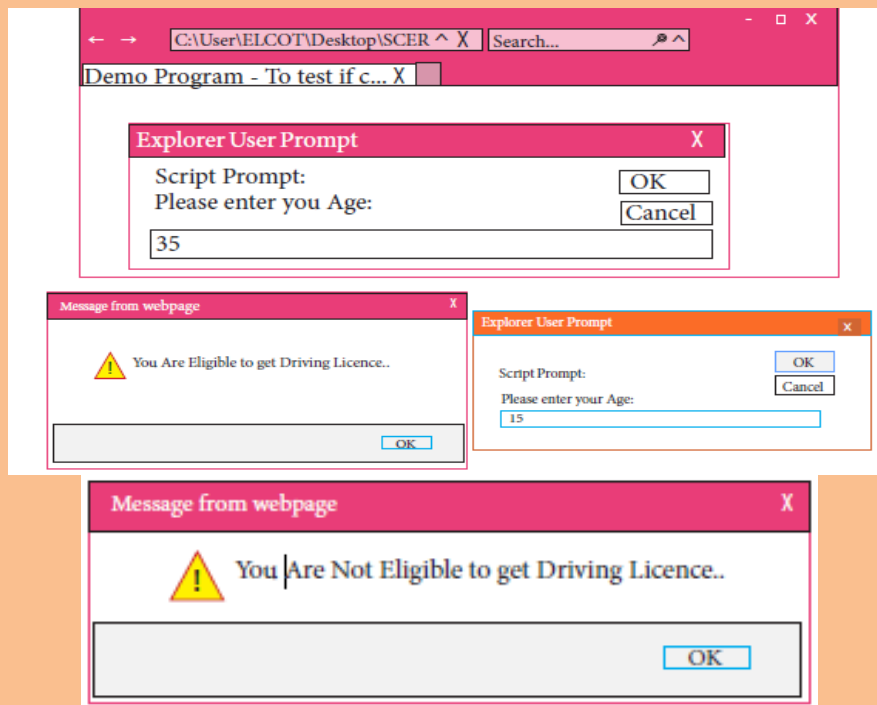 - □ X
← → C:\User\ELCOT\Desktop\SCER ^ X Search... ^
Demo Program - To test if c... X
Explorer User Prompt X
Script Prompt:
OK
Please enter you Age:
Cancel
35
Message from webpage X
You Are Eligible to get Driving Licence..
OK
Explorer User Prompt x
OK
Script Prompt:
Cancel
Please enter your Age:
15
Message from webpage X
You Are Not Eligible to get Driving Licence..
OK